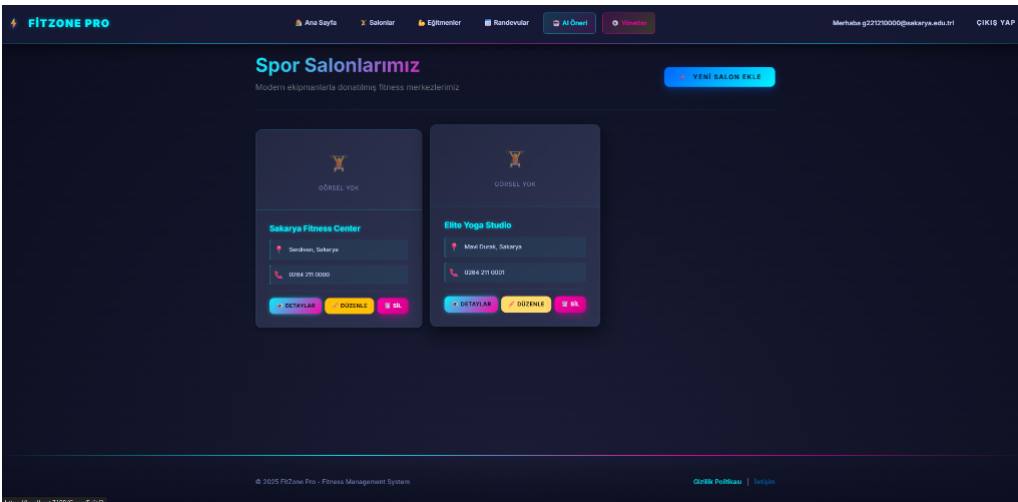 FİTZONE PRO
Ana Sayfa Salonlar Eğitmenler Randevular AI Öneri Yönetim Merhaba g221210000@sakarya.edu.tr! ÇIKIŞ YAP
Spor Salonlarımız
Modern ekipmanlarla donatılmış fitness merkezlerimiz
YENİ SALON EKLE
GÖRSEL YOK
Sakarya Fitness Center
Serdivan, Sakarya
0264 211 0000
DETAYLAR DÜZENLE SİL
GÖRSEL YOK
Elite Yoga Studio
Mavi Durak, Sakarya
0264 211 0001
DETAYLAR DÜZENLE SİL
© 2025 FitZone Pro - Fitness Management System
Gizlilik Politikası | İletişim